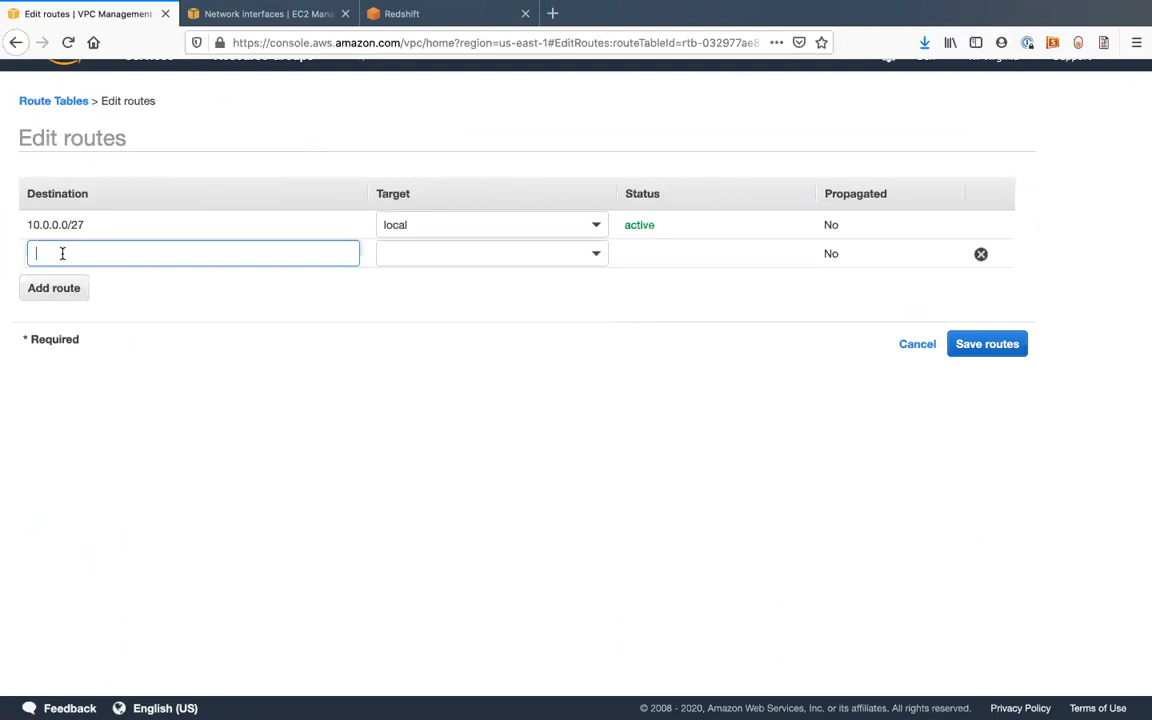 Edit routes | VPC Management
Network interfaces | EC2 Mana
Redshift
https://console.aws.amazon.com/vpc/home?region=us-east-1#EditRoutes:routeTableId=rtb-032977ae8
Route Tables > Edit routes
Edit routes
Destination Target Status Propagated
10.0.0.0/27 local active No
No
Add route
* Required
Cancel Save routes
Feedback English (US) © 2008 - 2020, Amazon Web Services, Inc. or its affiliates. All rights reserved. Privacy Policy Terms of Use